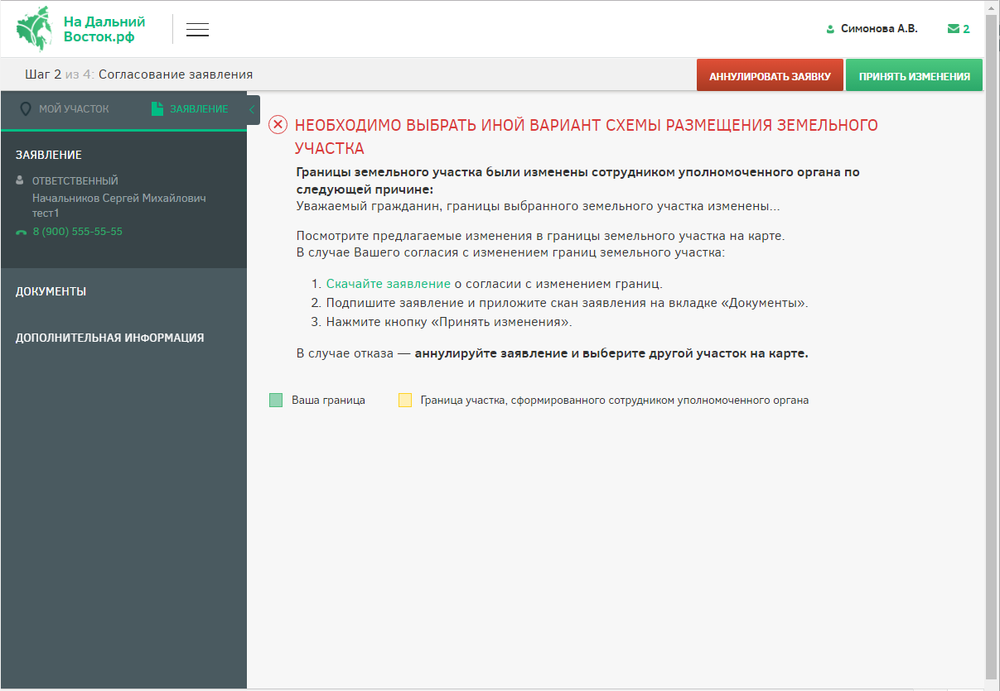 На Дальний
Восток.рф
Симонова А.В.
2
Шаг 2 из 4: Согласование заявления
АННУЛИРОВАТЬ ЗАЯВКУ
ПРИНЯТЬ ИЗМЕНЕНИЯ
МОЙ УЧАСТОК
ЗАЯВЛЕНИЕ
ЗАЯВЛЕНИЕ
ОТВЕТСТВЕННЫЙ
Начальников Сергей Михайлович
тест1
8 (900) 555-55-55
ДОКУМЕНТЫ
ДОПОЛНИТЕЛЬНАЯ ИНФОРМАЦИЯ
НЕОБХОДИМО ВЫБРАТЬ ИНОЙ ВАРИАНТ СХЕМЫ РАЗМЕЩЕНИЯ ЗЕМЕЛЬНОГО
УЧАСТКА
Границы земельного участка были изменены сотрудником уполномоченного органа по
следующей причине:
Уважаемый гражданин, границы выбранного земельного участка изменены...
Посмотрите предлагаемые изменения в границы земельного участка на карте.
В случае Вашего согласия с изменением границ земельного участка:
1. Скачайте заявление о согласии с изменением границ.
2. Подпишите заявление и приложите скан заявления на вкладке «Документы».
3. Нажмите кнопку «Принять изменения».
В случае отказа — аннулируйте заявление и выберите другой участок на карте.
Ваша граница
Граница участка, сформированного сотрудником уполномоченного органа